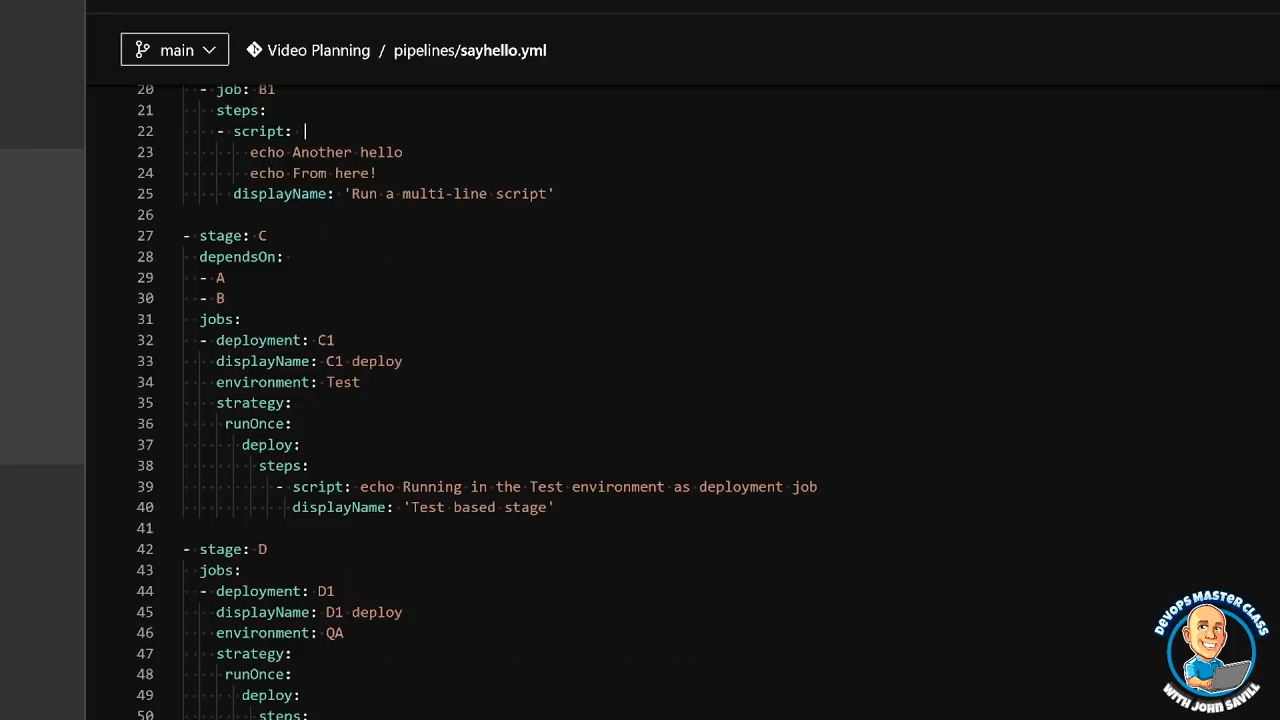 main Video Planning / pipelines/sayhello.yml
20 - job: B1
21 steps:
22 - script: |
23 echo Another hello
24 echo From here!
25 displayName: 'Run a multi-line script'
26
27 - stage: C
28 dependsOn:
29 - A
30 - B
31 jobs:
32 - deployment: C1
33 displayName: C1 deploy
34 environment: Test
35 strategy:
36 runOnce:
37 deploy:
38 steps:
39 - script: echo Running in the Test environment as deployment job
40 displayName: 'Test based stage'
41
42 - stage: D
43 jobs:
44 - deployment: D1
45 displayName: D1 deploy
46 environment: QA
47 strategy:
48 runOnce:
49 deploy:
50 steps:
DEVOPS MASTER CLASS
WITH JOHN SAVILL